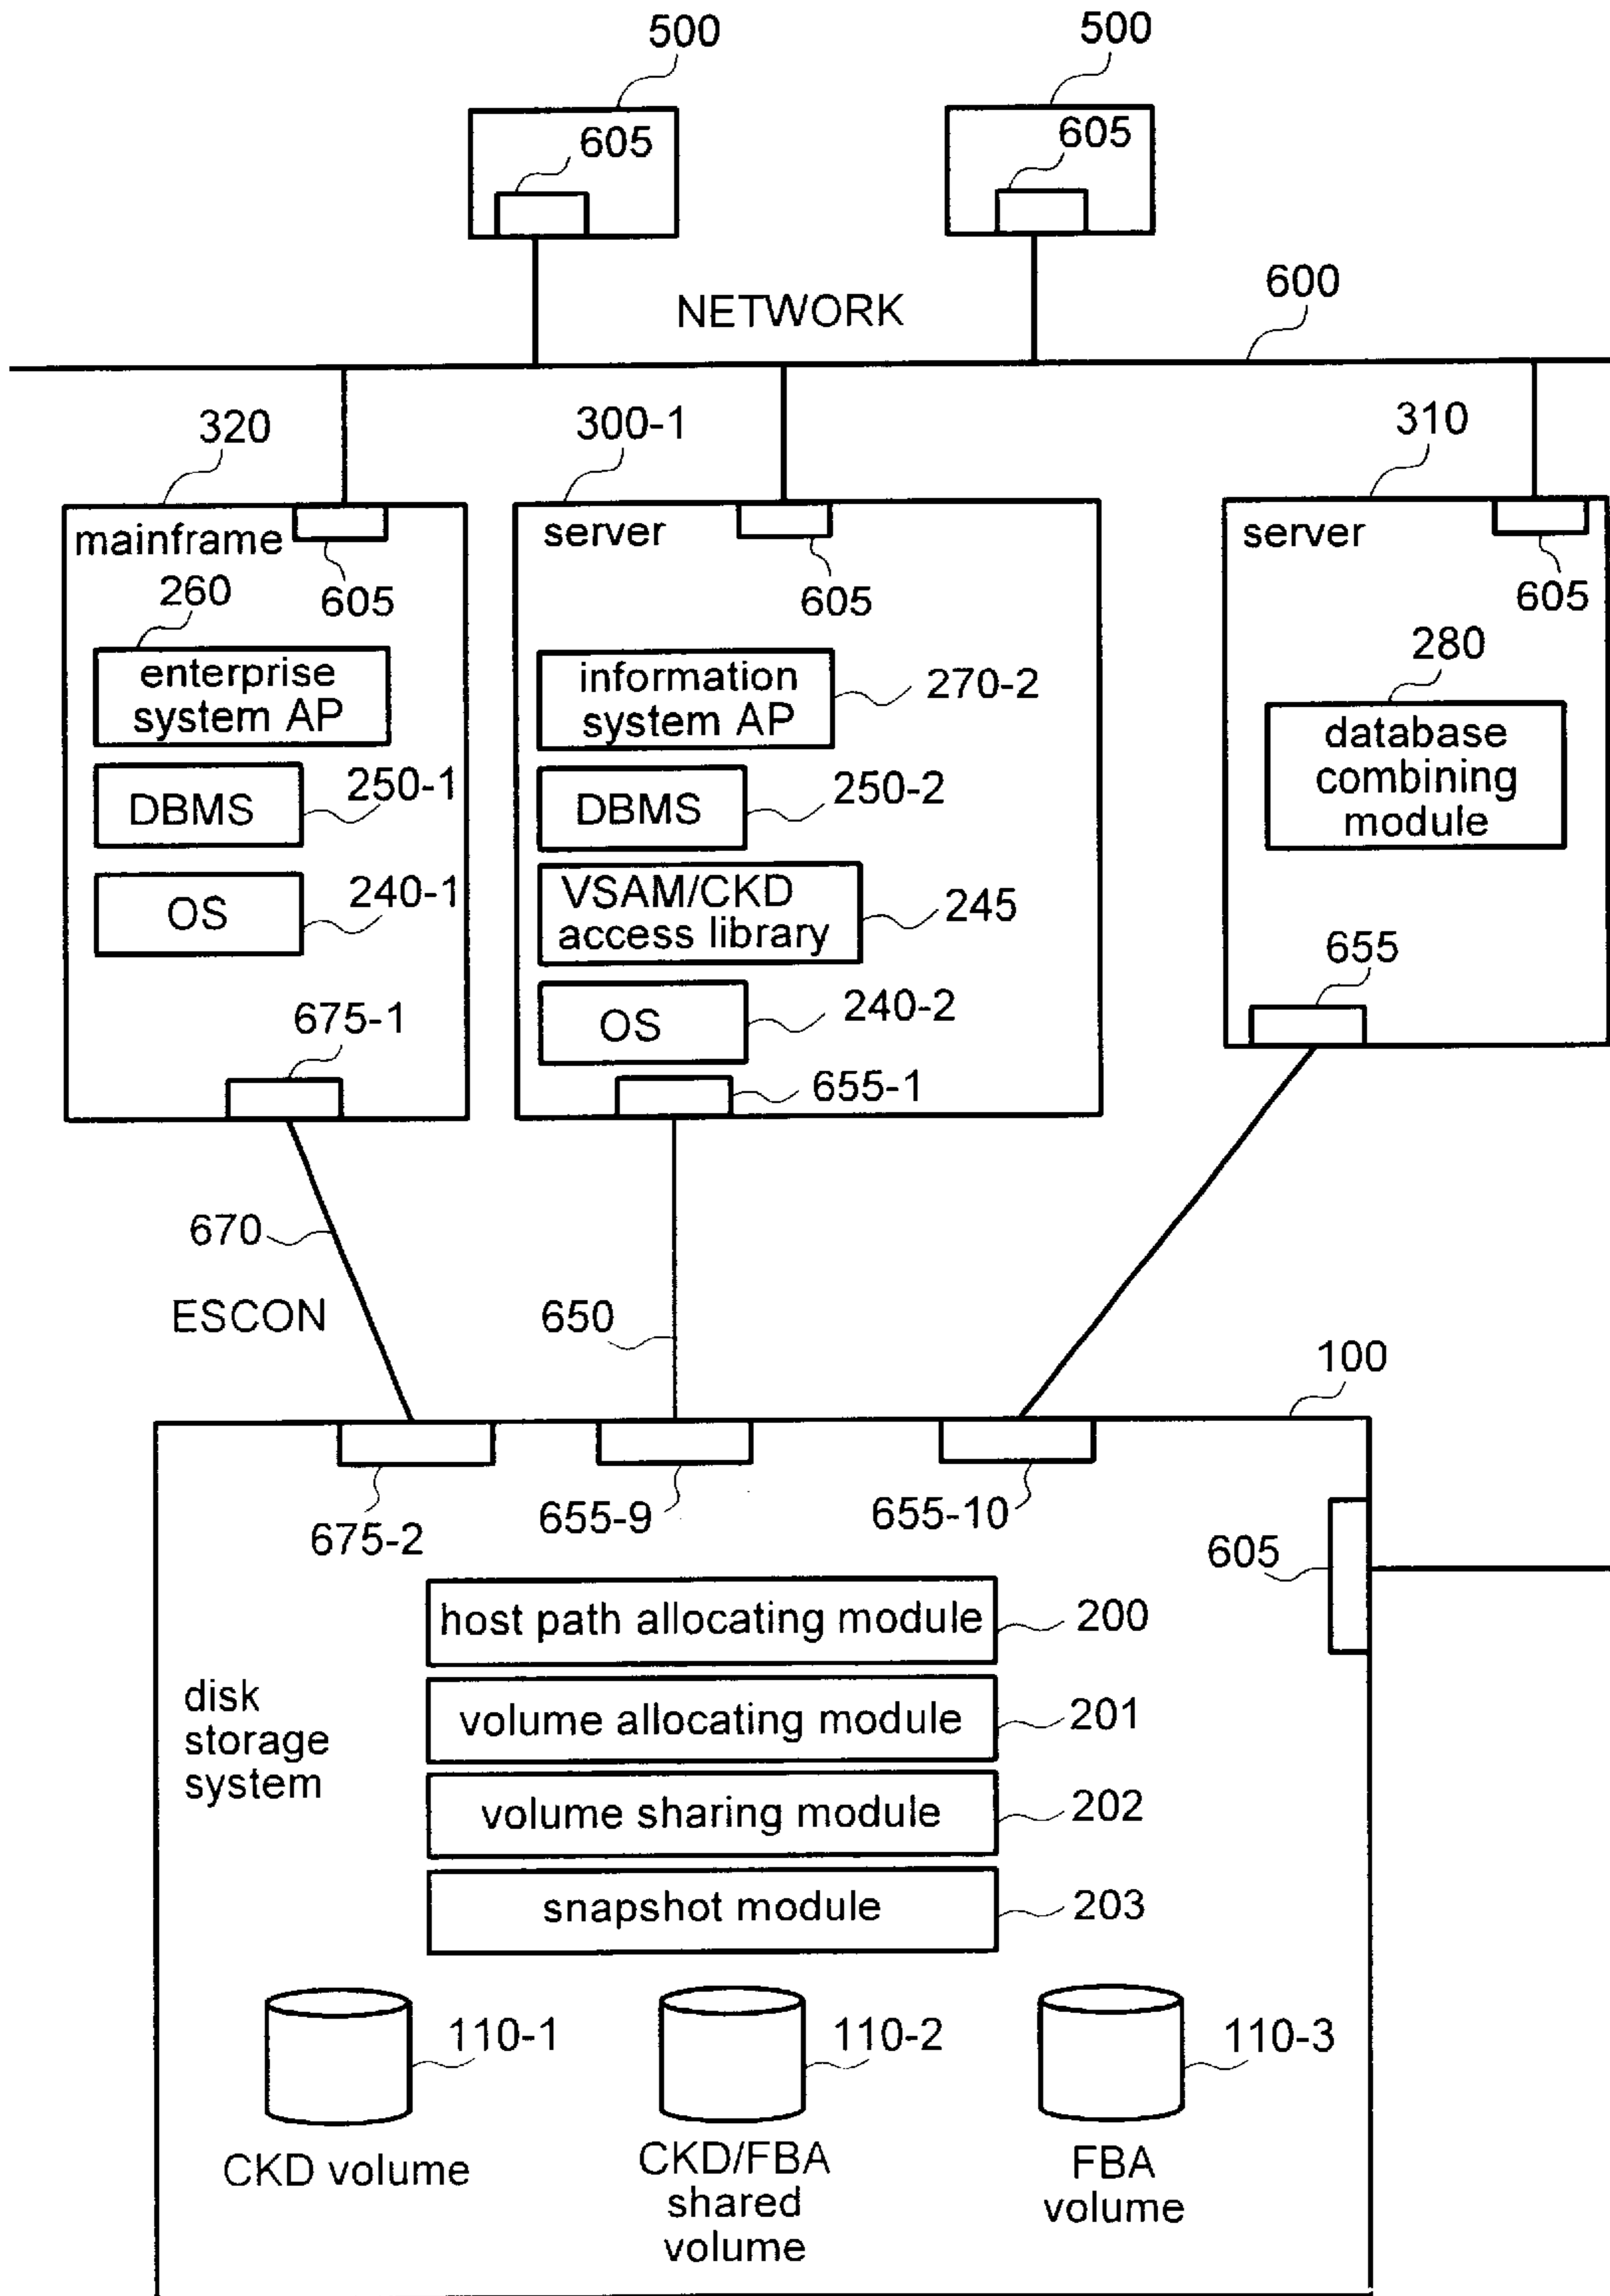 500
500
605
605
NETWORK
600
320
300-1
310
mainframe
605
server
605
server
605
260
enterprise
system AP
250-1
DBMS
240-1
OS
675-1
information
system AP
270-2
DBMS
250-2
VSAM/CKD
access library
245
OS
240-2
655-1
280
database
combining
module
655
670
ESCON
650
100
675-2
655-9
655-10
605
disk
storage
system
host path allocating module
200
volume allocating module
201
volume sharing module
202
snapshot module
203
110-1
CKD volume
110-2
CKD/FBA
shared
volume
110-3
FBA
volume